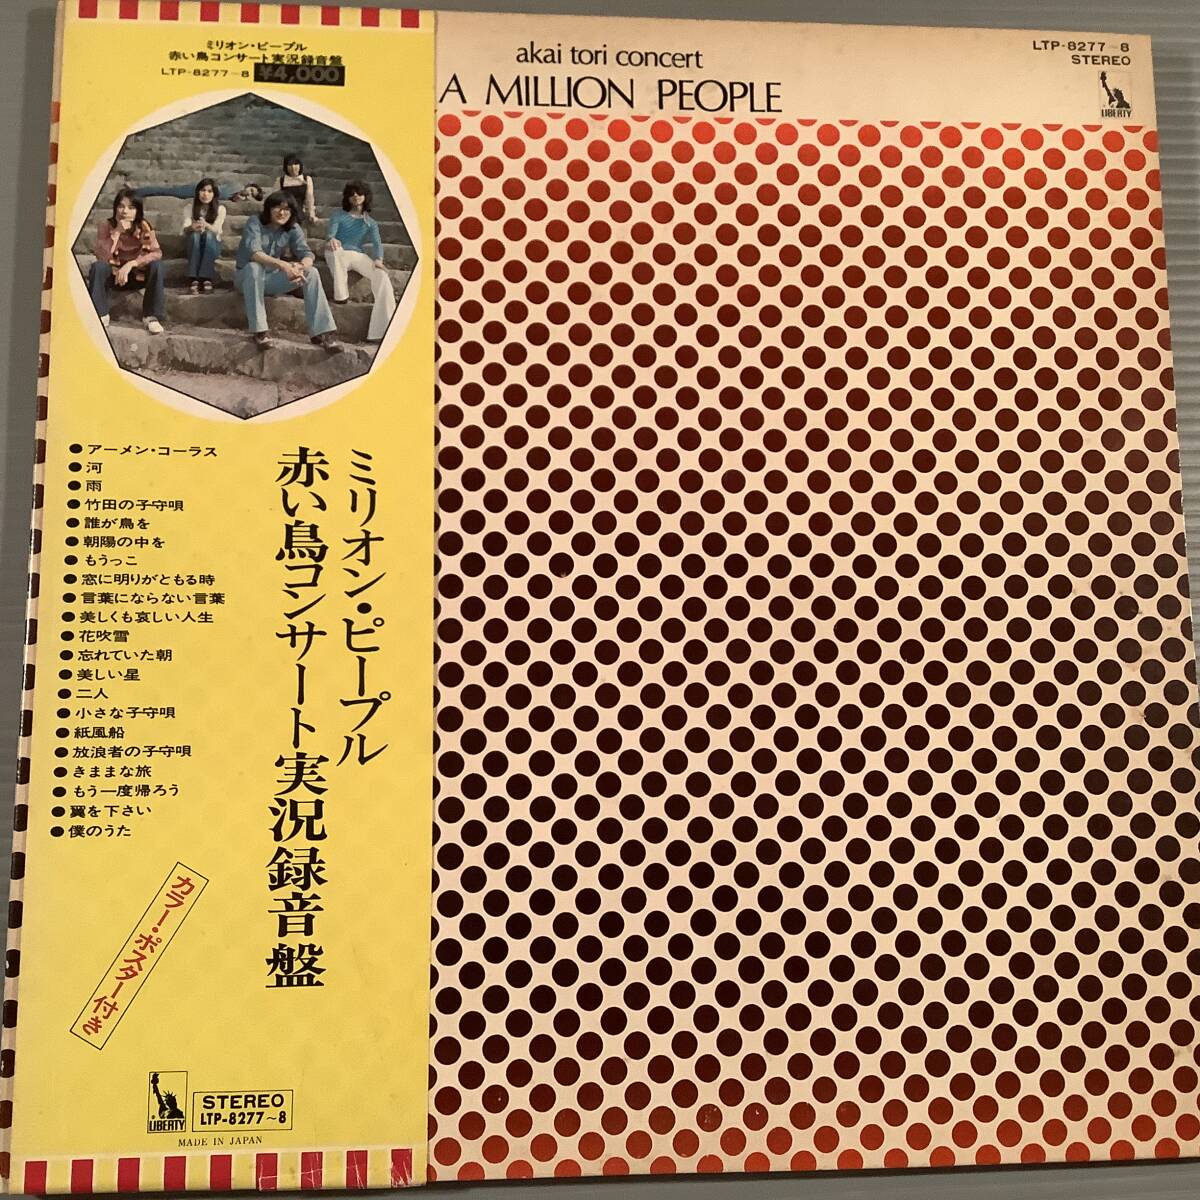 ミリオン・ピープル
赤い鳥コンサート実況録音盤
LTP-8277~8 ¥4,000
ミリオン・ピープル
赤い鳥コンサート実況録音盤
●アーメン・コーラス
●河
●雨
●竹田の子守唄
●誰が鳥を
●朝陽の中を
●もうっこ
●窓に明りがともる時
●言葉にならない言葉
●美しくも哀しい人生
●花吹雪
●忘れていた朝
●美しい星
●二人
●小さな子守唄
●紙風船
●放浪者の子守唄
●きままな旅
●もう一度帰ろう
●翼を下さい
●僕のうた
カラー・ポスター付き
LIBERTY
STEREO
LTP-8277~8
MADE IN JAPAN
akai tori concert
A MILLION PEOPLE
LTP-8277~8
STEREO
LIBERTY